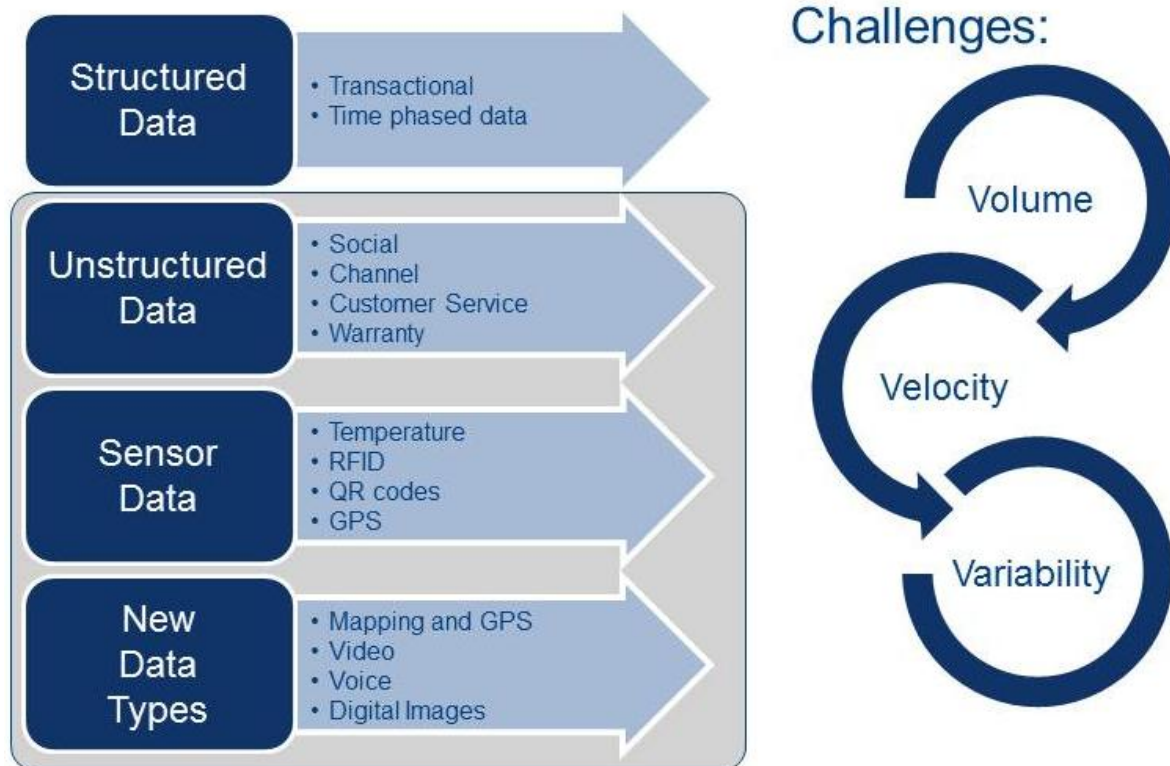 Structured
Data
• Transactional
• Time phased data
Unstructured
Data
• Social
• Channel
• Customer Service
• Warranty
Sensor
Data
• Temperature
• RFID
• QR codes
• GPS
New
Data
Types
• Mapping and GPS
• Video
• Voice
• Digital Images
Challenges:
Volume
Velocity
Variability